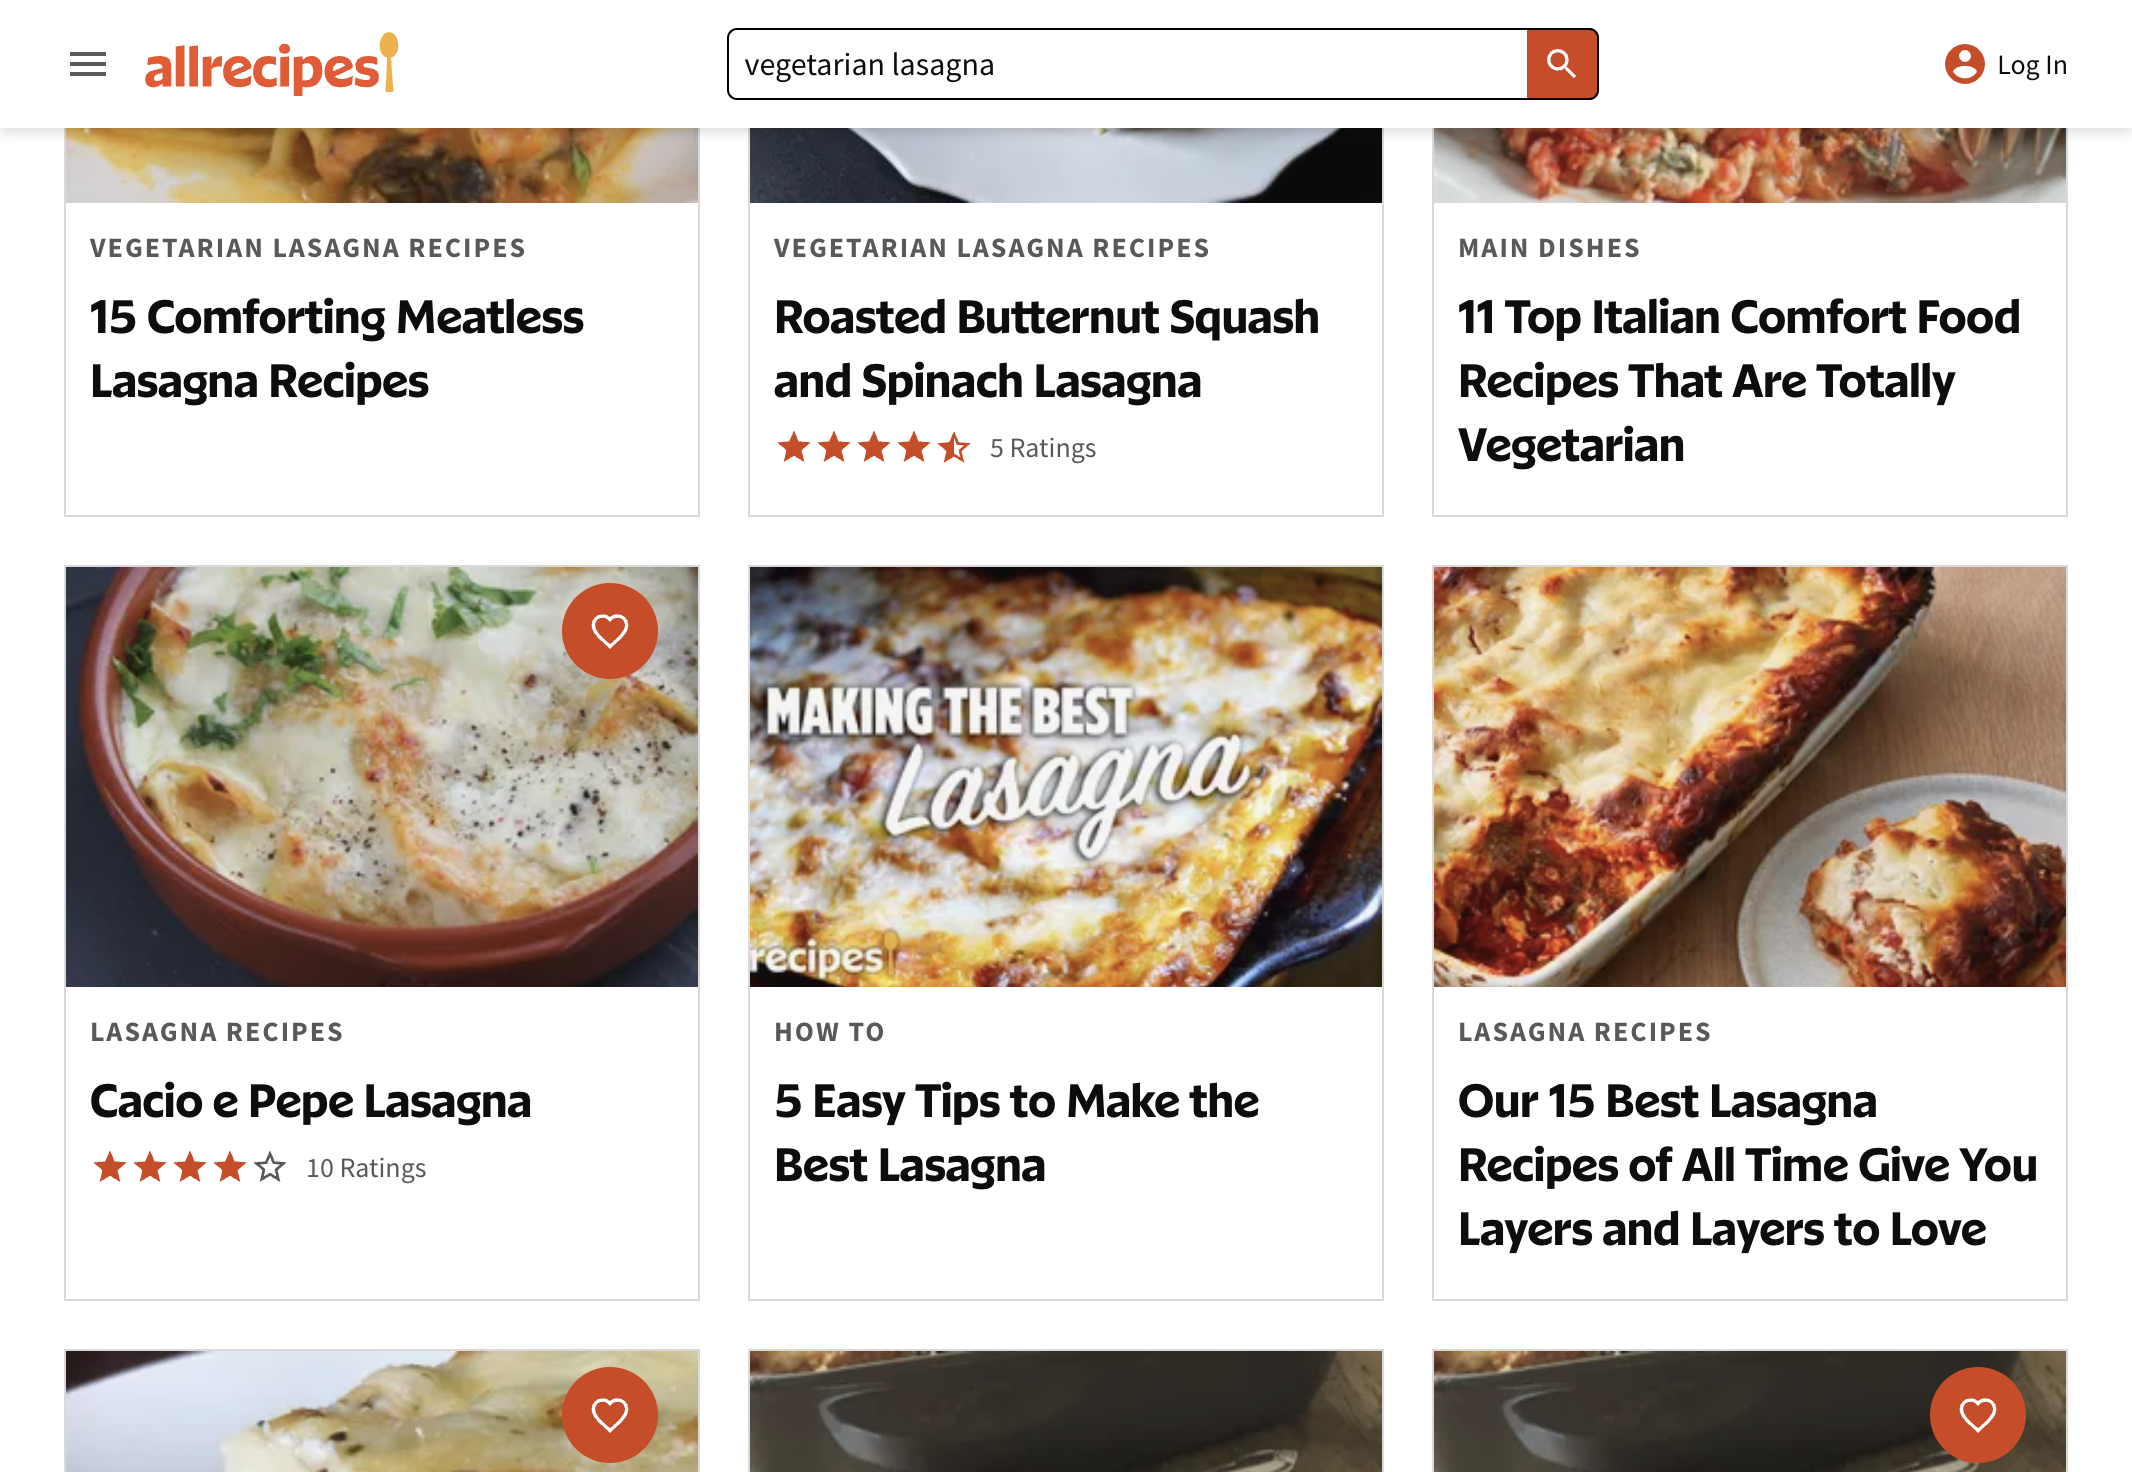 allrecipes
vegetarian lasagna
Log In
VEGETARIAN LASAGNA RECIPES
15 Comforting Meatless
Lasagna Recipes
VEGETARIAN LASAGNA RECIPES
Roasted Butternut Squash
and Spinach Lasagna
5 Ratings
MAIN DISHES
11 Top Italian Comfort Food
Recipes That Are Totally
Vegetarian
LASAGNA RECIPES
Cacio e Pepe Lasagna
10 Ratings
MAKING THE BEST
Lasagna
recipes
HOW TO
5 Easy Tips to Make the
Best Lasagna
LASAGNA RECIPES
Our 15 Best Lasagna
Recipes of All Time Give You
Layers and Layers to Love